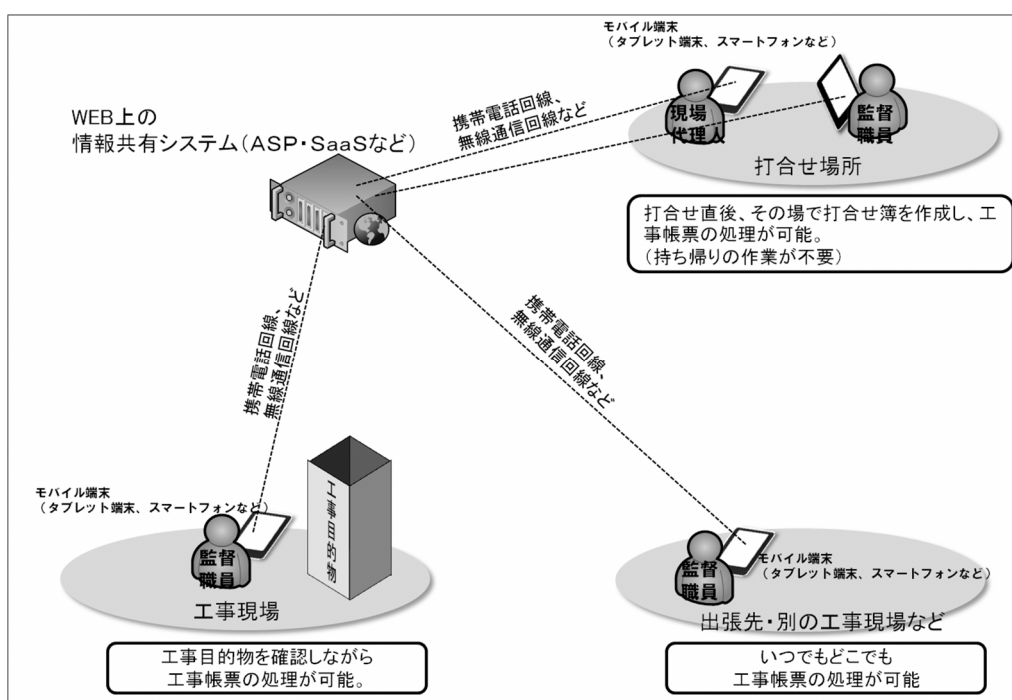 モバイル端末
（タブレット端末、スマートフォンなど）
WEB上の
情報共有システム（ASP・SaaSなど）
携帯電話回線、
無線通信回線など
現場
代理人
監督
職員
打合せ場所
打合せ直後、その場で打合せ簿を作成し、工
事帳票の処理が可能。
（持ち帰りの作業が不要）
携帯電話回線、
無線通信回線など
携帯電話回線、
無線通信回線など
モバイル端末
（タブレット端末、スマートフォンなど）
工事目的物
監督
職員
工事現場
工事目的物を確認しながら
工事帳票の処理が可能。
モバイル端末
（タブレット端末、スマートフォンなど）
監督
職員
出張先・別の工事現場など
いつでもどこでも
工事帳票の処理が可能